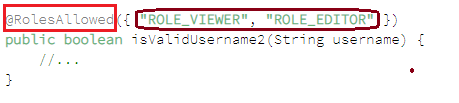 @RolesAllowed({ "ROLE_VIEWER", "ROLE_EDITOR" })
public boolean isValidUsername2(String username) {
    //...
}